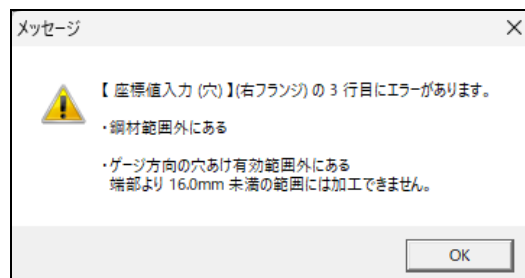 メッセージ
【 座標値入力 (穴) 】(右フランジ) の 3 行目にエラーがあります。
・鋼材範囲外にある
・ゲージ方向の穴あけ有効範囲外にある
端部より 16.0mm 未満の範囲には加工できません。
OK